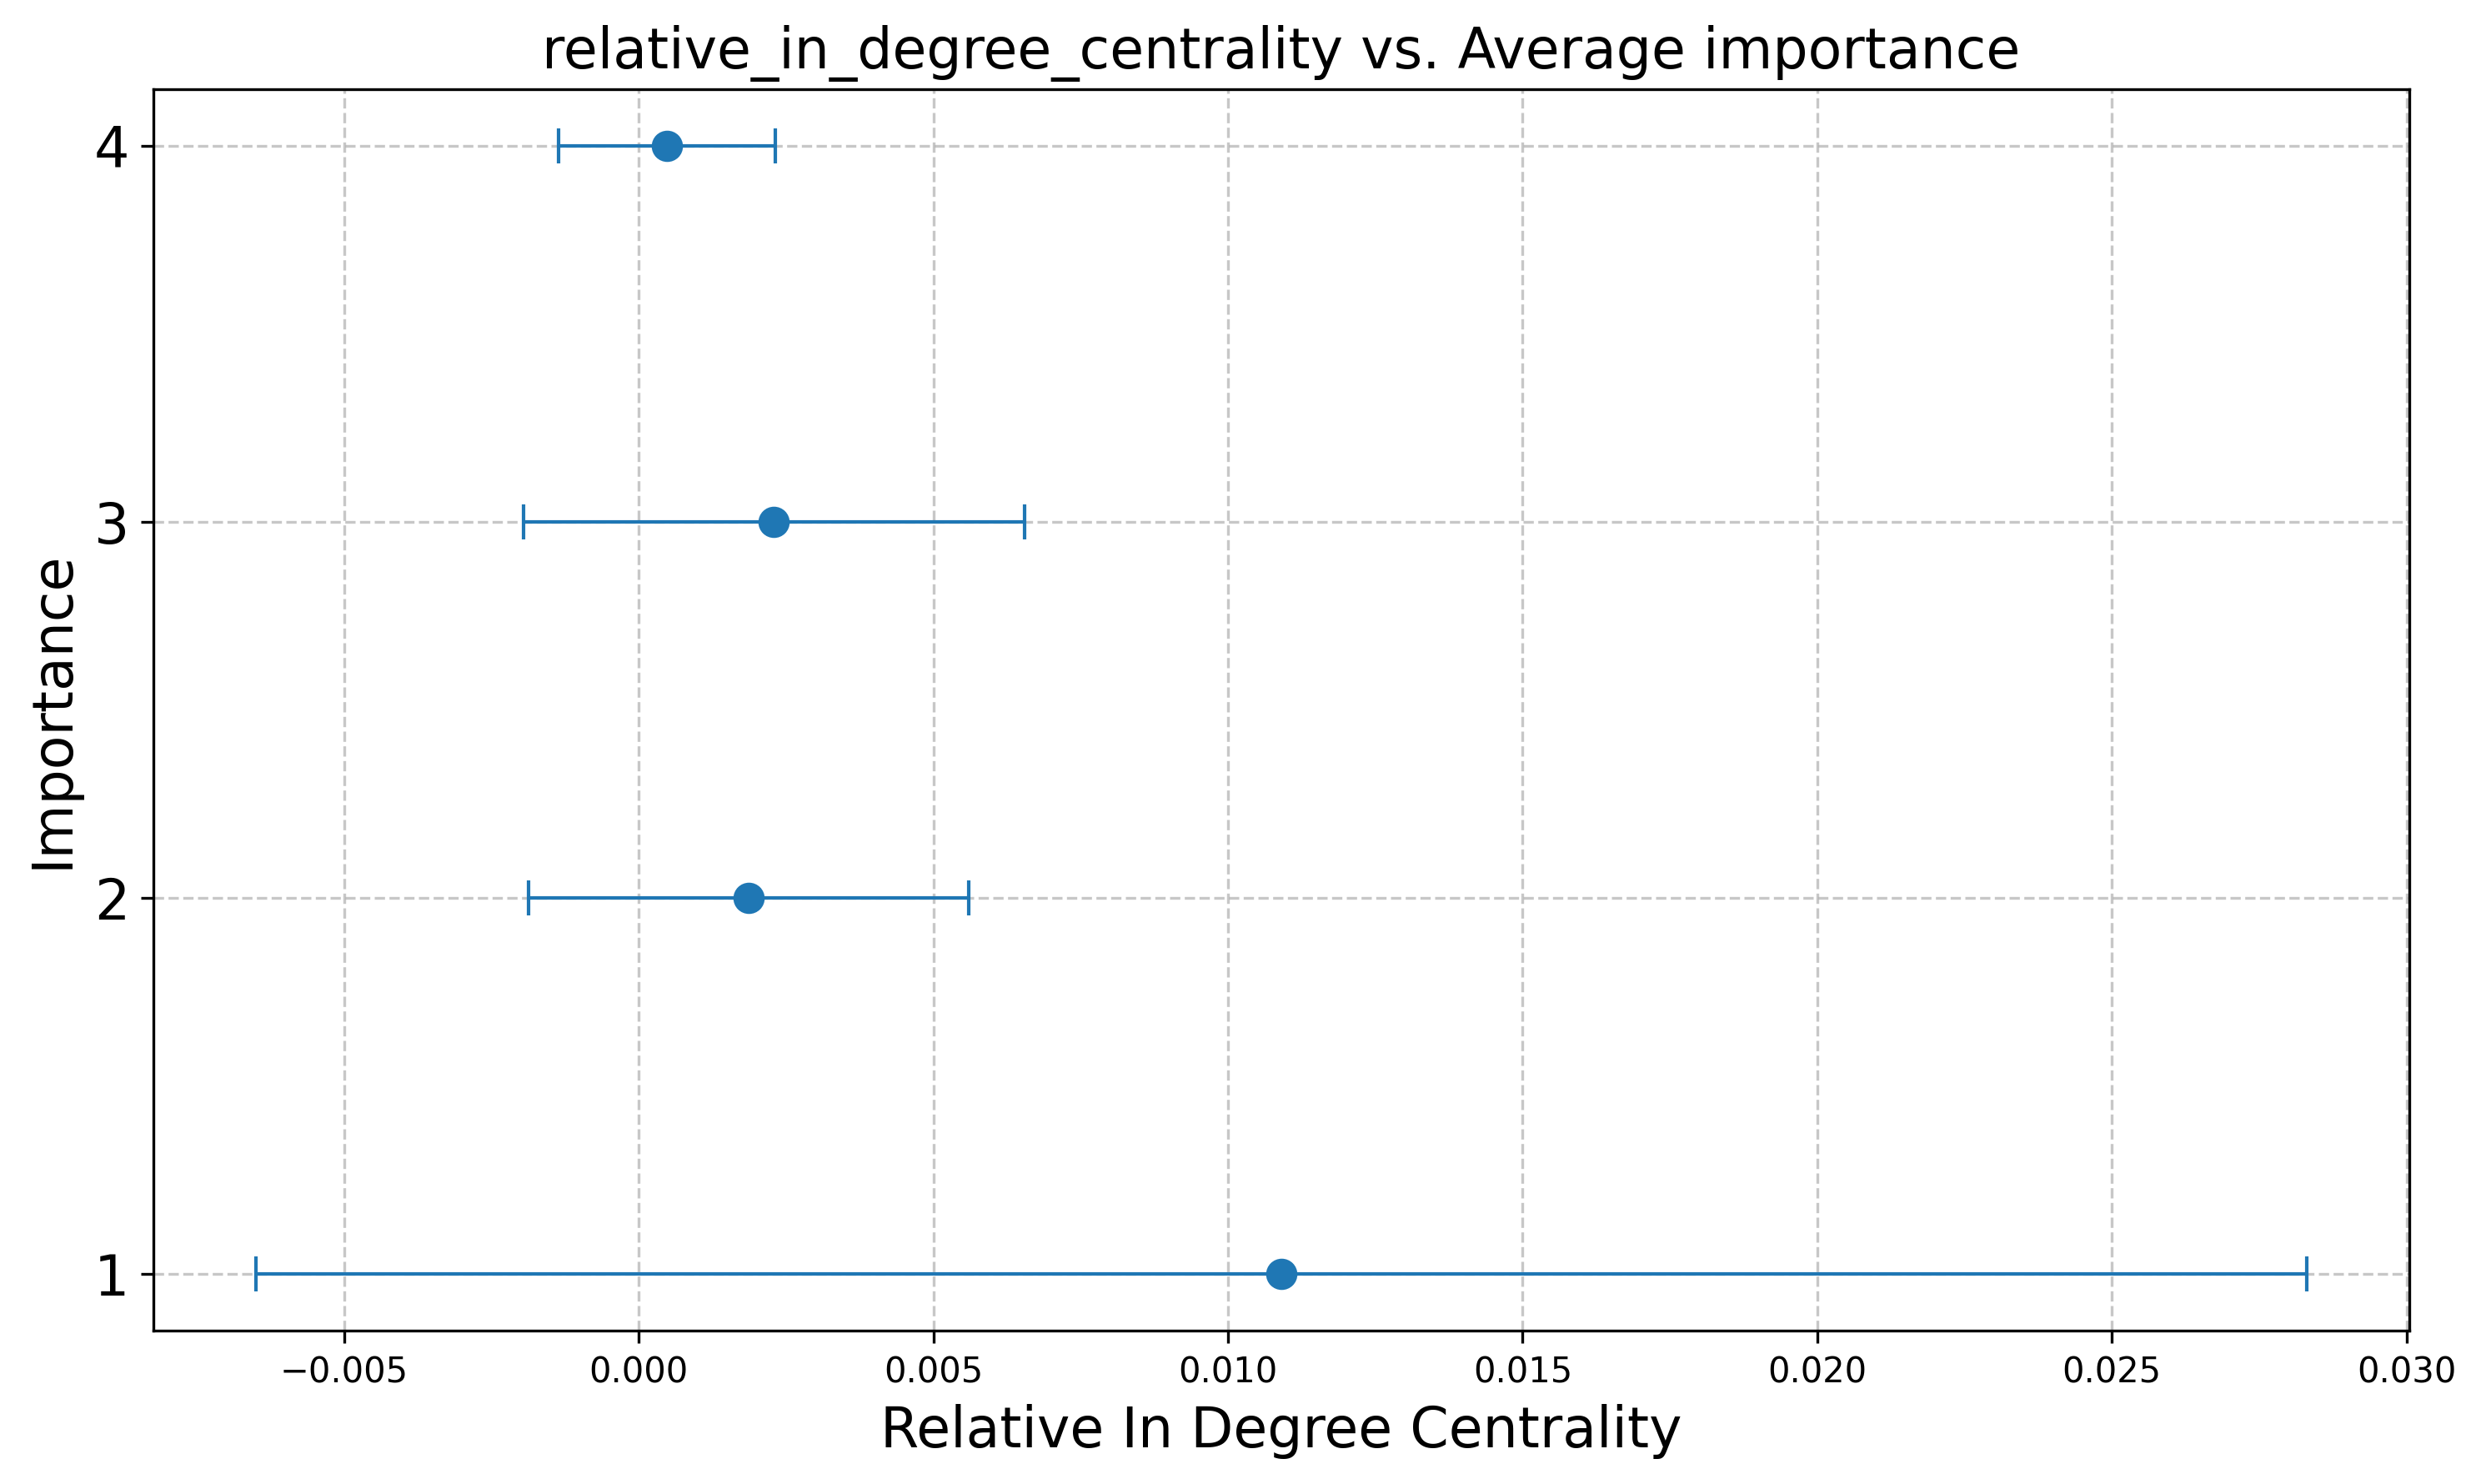 relative_in_degree_centrality vs. Average importance
4
3
2
1
Importance
−0.005 0.000 0.005 0.010 0.015 0.020 0.025 0.030
Relative In Degree Centrality